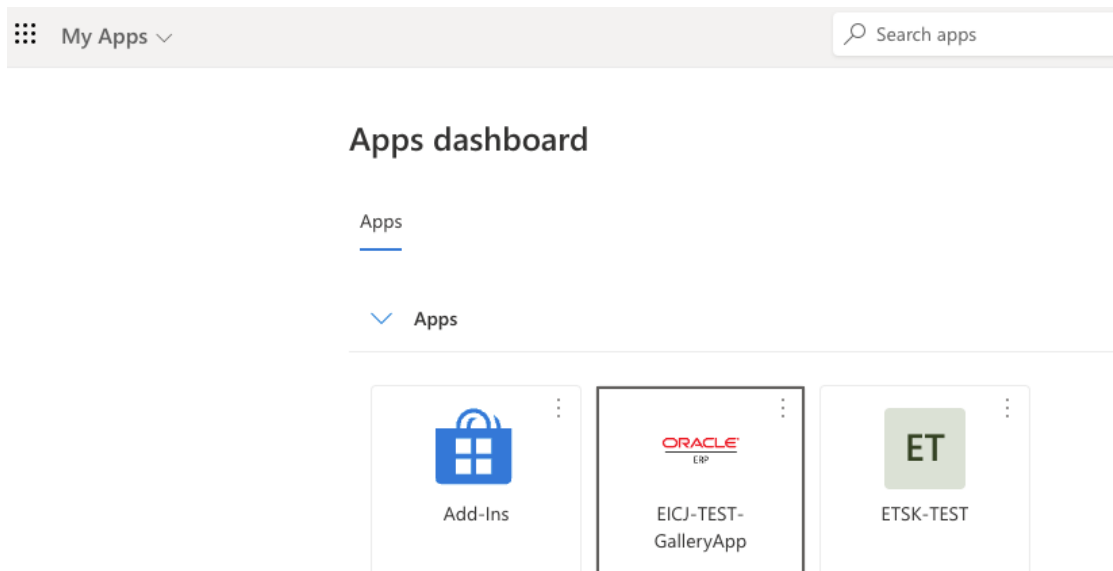 My Apps
Search apps
Apps dashboard
Apps
Apps
ORACLE
ERP
ET
Add-Ins
EICJ-TEST-
GalleryApp
ETSK-TEST